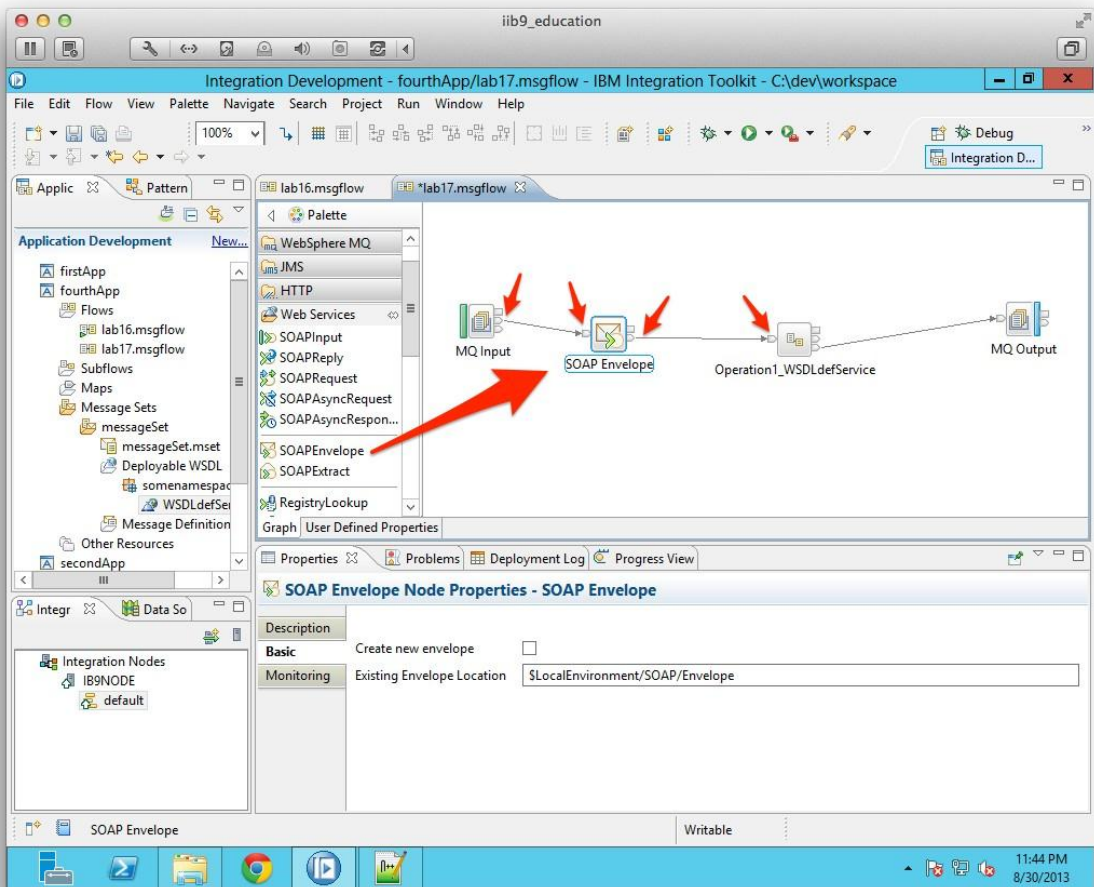 iib9_education
Integration Development - fourthApp/lab17.msgflow - IBM Integration Toolkit - C:\dev\workspace
File Edit Flow View Palette Navigate Search Project Run Window Help
100%
Debug
Integration D...
Applic
Pattern
lab16.msgflow
*lab17.msgflow
Application Development
New...
firstApp
fourthApp
Flows
lab16.msgflow
lab17.msgflow
Subflows
Maps
Message Sets
messageSet
messageSet.mset
Deployable WSDL
somenamespac
WSDLdefSer
Message Definition
Other Resources
secondApp
Palette
WebSphere MQ
JMS
HTTP
Web Services
SOAPInput
SOAPReply
SOAPRequest
SOAPAsyncRequest
SOAPAsyncRespon...
SOAPEnvelope
SOAPExtract
RegistryLookup
MQ Input
SOAP Envelope
Operation1_WSDLdefService
MQ Output
Graph
User Defined Properties
Properties
Problems
Deployment Log
Progress View
SOAP Envelope Node Properties - SOAP Envelope
Description
Basic
Monitoring
Create new envelope
Existing Envelope Location
$LocalEnvironment/SOAP/Envelope
Integr
Data So
Integration Nodes
IB9NODE
default
SOAP Envelope
Writable
11:44 PM
8/30/2013